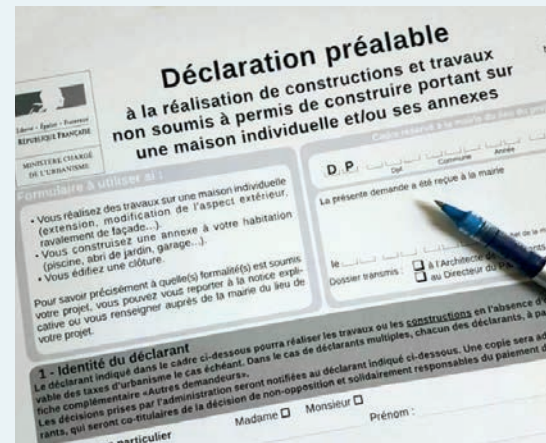 Déclaration préalable
à la réalisation de constructions et travaux
non soumis à permis de construire portant sur
une maison individuelle et/ou ses annexes
Liberté • Égalité • Fraternité
RÉPUBLIQUE FRANÇAISE
MINISTÈRE CHARGÉ
DE L'URBANISME
Formulaire à utiliser si :
• Vous réalisez des travaux sur une maison individuelle
(extension, modification de l'aspect extérieur,
ravalement de façade...).
• Vous construisez une annexe à votre habitation
(piscine, abri de jardin, garage...).
• Vous édifiez une clôture.
Pour savoir précisément à quelle(s) formalité(s) est soumis
votre projet, vous pouvez vous reporter à la notice expli-
cative ou vous renseigner auprès de la mairie du lieu de
votre projet.
Cadre réservé à la mairie du lieu du
D P
Dpt Commune Année
La présente demande a été reçue à la mairie
le
Dossier transmis : à l'Architecte
au Directeur du
1 - Identité du déclarant
Le déclarant indiqué dans le cadre ci-dessous pourra réaliser les travaux ou les constructions en l'absence
vable des taxes d'urbanisme le cas échéant. Dans le cas de déclarants multiples, chacun des déclarants, à
fiche complémentaire «Autres demandeurs».
Les décisions prises par l'administration seront notifiées au déclarant indiqué ci-dessous. Une copie sera
rants, qui seront co-titulaires de la décision de non-opposition et solidairement responsables du paiement
particulier Madame Monsieur
Prénom :